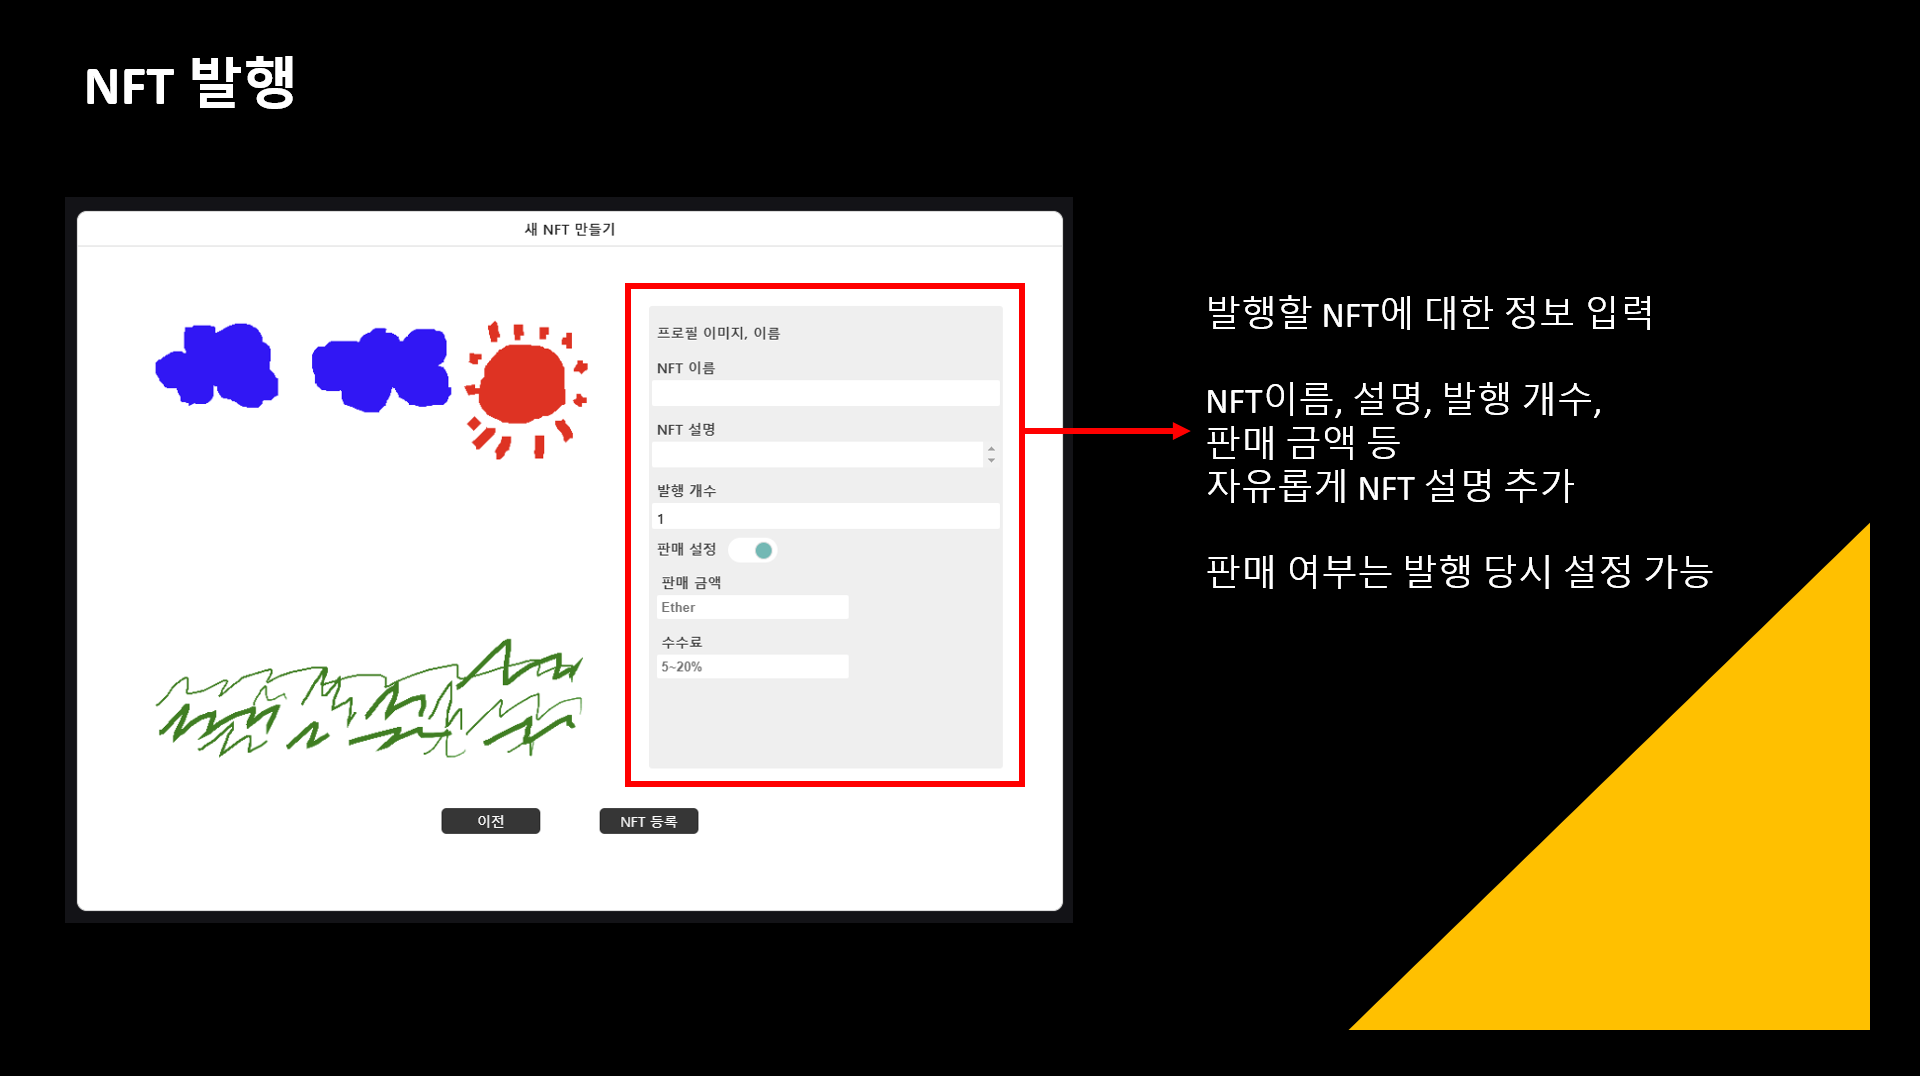 NFT 발행
새 NFT 만들기
프로필 이미지, 이름
NFT 이름
NFT 설명
발행 개수
1
판매 설정
판매 금액
Ether
수수료
5~20%
이전
NFT 등록
발행할 NFT에 대한 정보 입력
NFT이름, 설명, 발행 개수,
판매 금액 등
자유롭게 NFT 설명 추가
판매 여부는 발행 당시 설정 가능